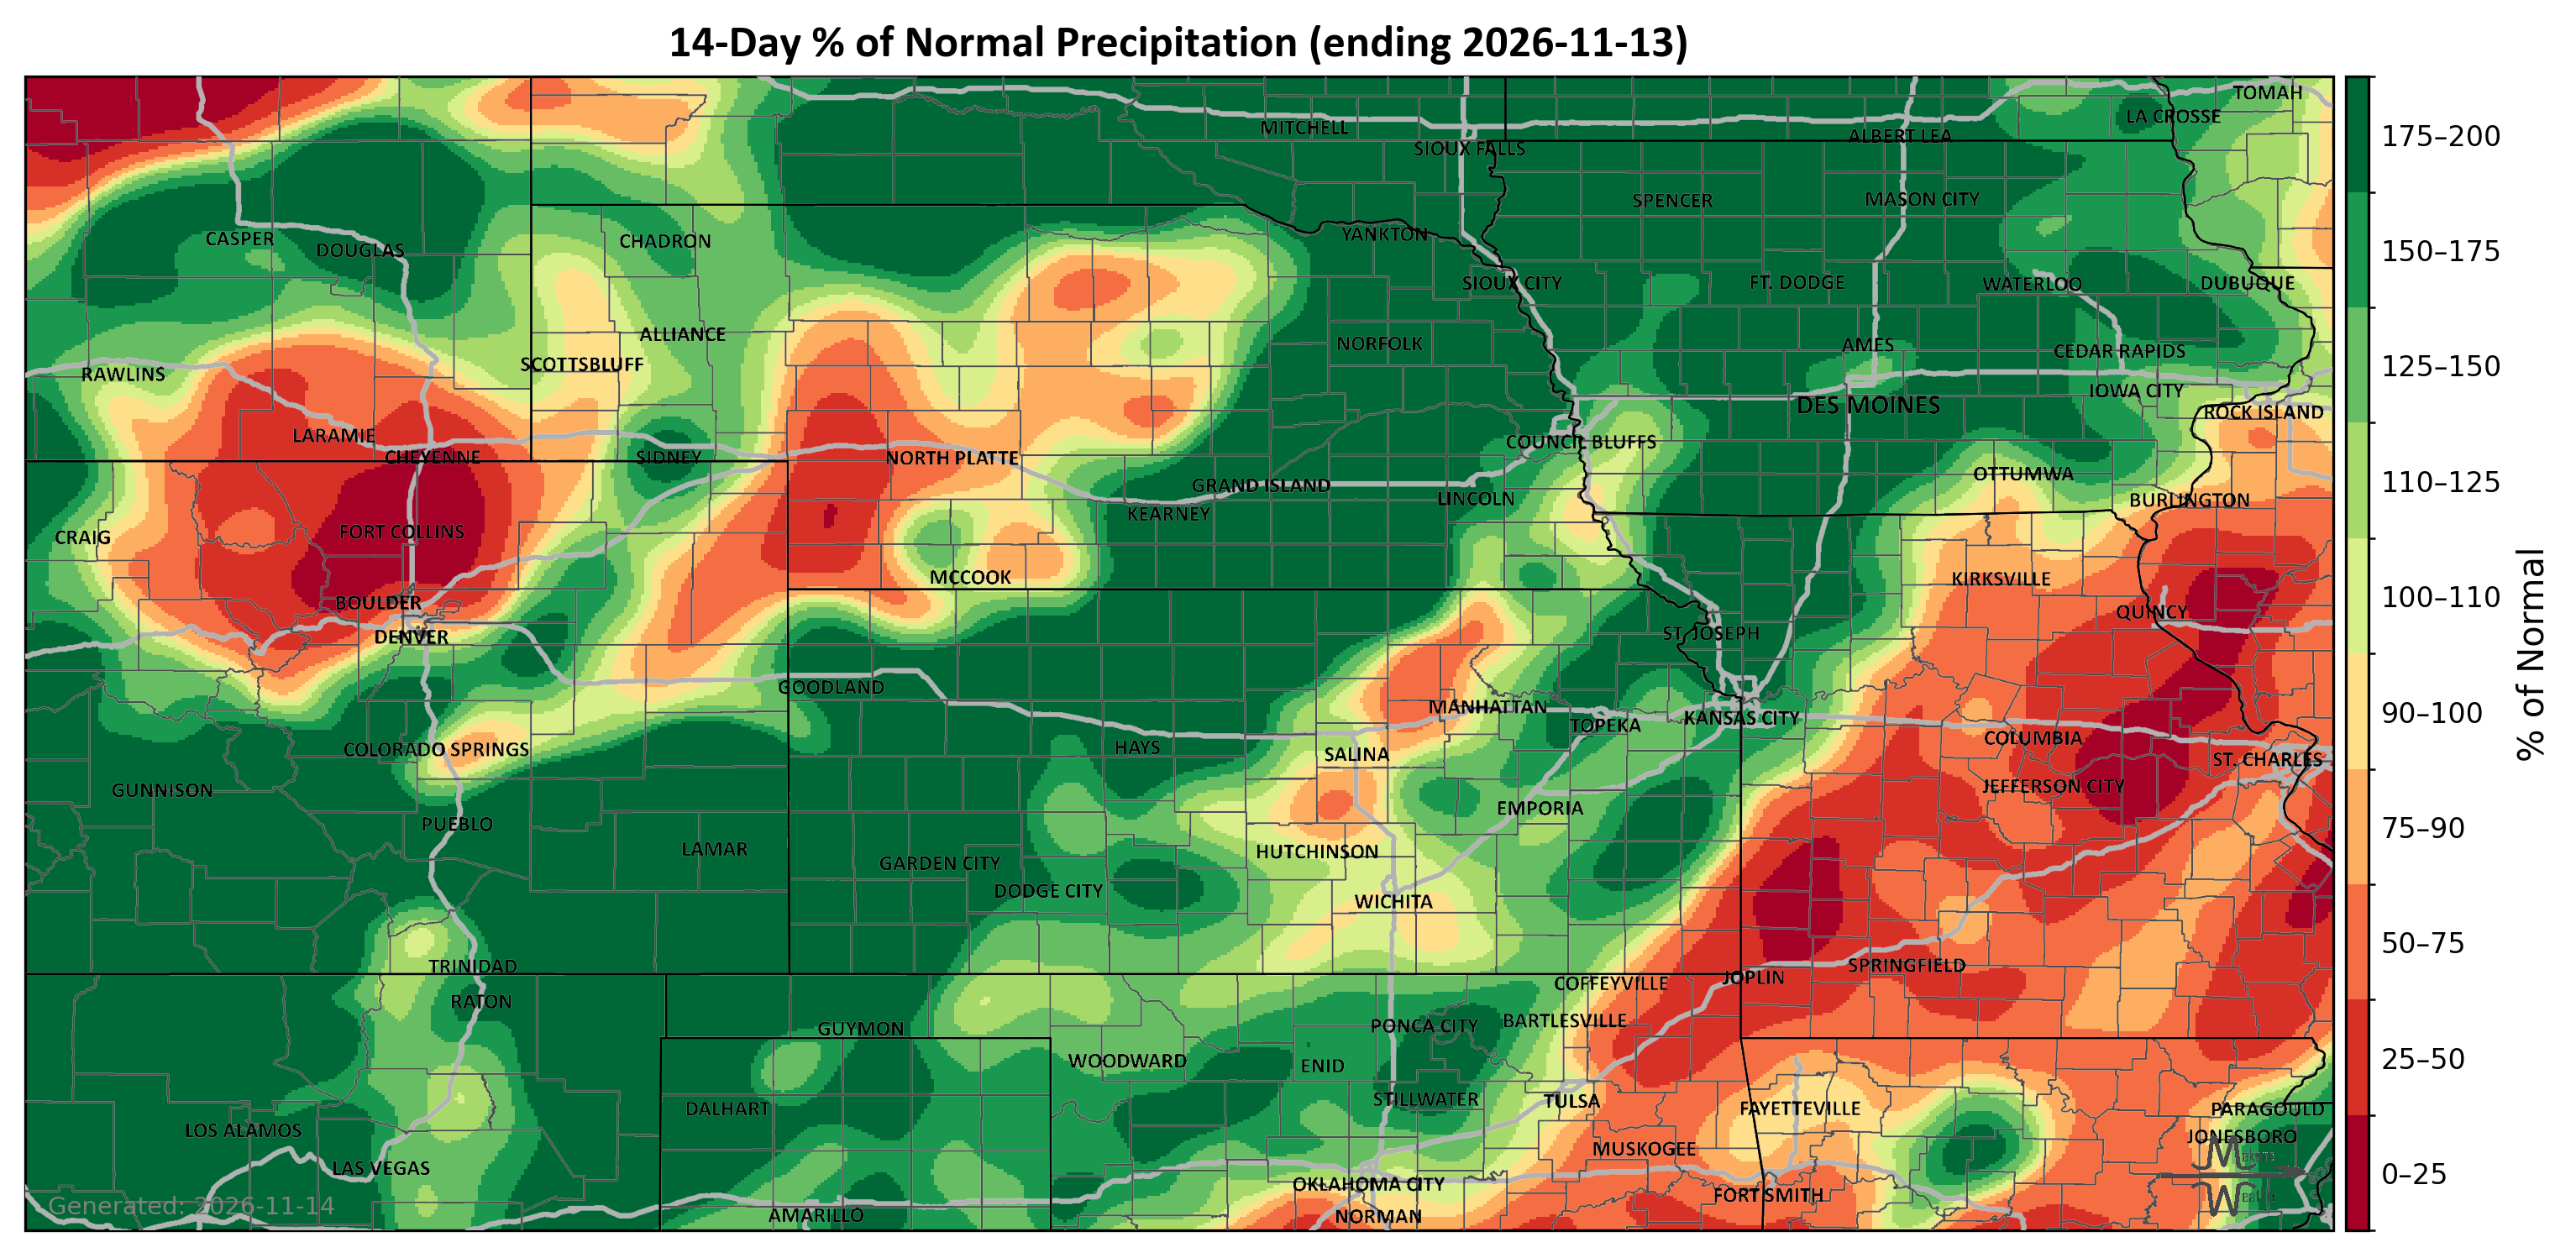 14-Day % of Normal Precipitation (ending 2026-11-13)
TOMAH
LA CROSSE
MITCHELL
ALBERT LEA
SIOUX FALLS
SPENCER
MASON CITY
CASPER
DOUGLAS
CHADRON
YANKTON
SIOUX CITY
FT. DODGE
WATERLOO
DUBUQUE
ALLIANCE
NORFOLK
AMES
CEDAR RAPIDS
SCOTTSBLUFF
RAWLINS
IOWA CITY
DES MOINES
ROCK ISLAND
LARAMIE
COUNCIL BLUFFS
CHEYENNE
SIDNEY
NORTH PLATTE
OTTUMWA
GRAND ISLAND
LINCOLN
BURLINGTON
KEARNEY
FORT COLLINS
CRAIG
MCCOOK
KIRKSVILLE
BOULDER
QUINCY
DENVER
ST. JOSEPH
GOODLAND
MANHATTAN
TOPEKA
KANSAS CITY
COLUMBIA
COLORADO SPRINGS
HAYS
SALINA
ST. CHARLES
GUNNISON
JEFFERSON CITY
EMPORIA
PUEBLO
LAMAR
HUTCHINSON
GARDEN CITY
DODGE CITY
WICHITA
TRINIDAD
SPRINGFIELD
JOPLIN
COFFEYVILLE
RATON
GUYMON
PONCA CITY
BARTLESVILLE
WOODWARD
ENID
STILLWATER
TULSA
DALHART
FAYETTEVILLE
PARAGOULD
LOS ALAMOS
JONESBORO
MUSKOGEE
LAS VEGAS
OKLAHOMA CITY
FORT SMITH
AMARILLO
NORMAN
Generated: 2026-11-14
175–200
150–175
125–150
110–125
100–110
90–100
75–90
50–75
25–50
0–25
% of Normal